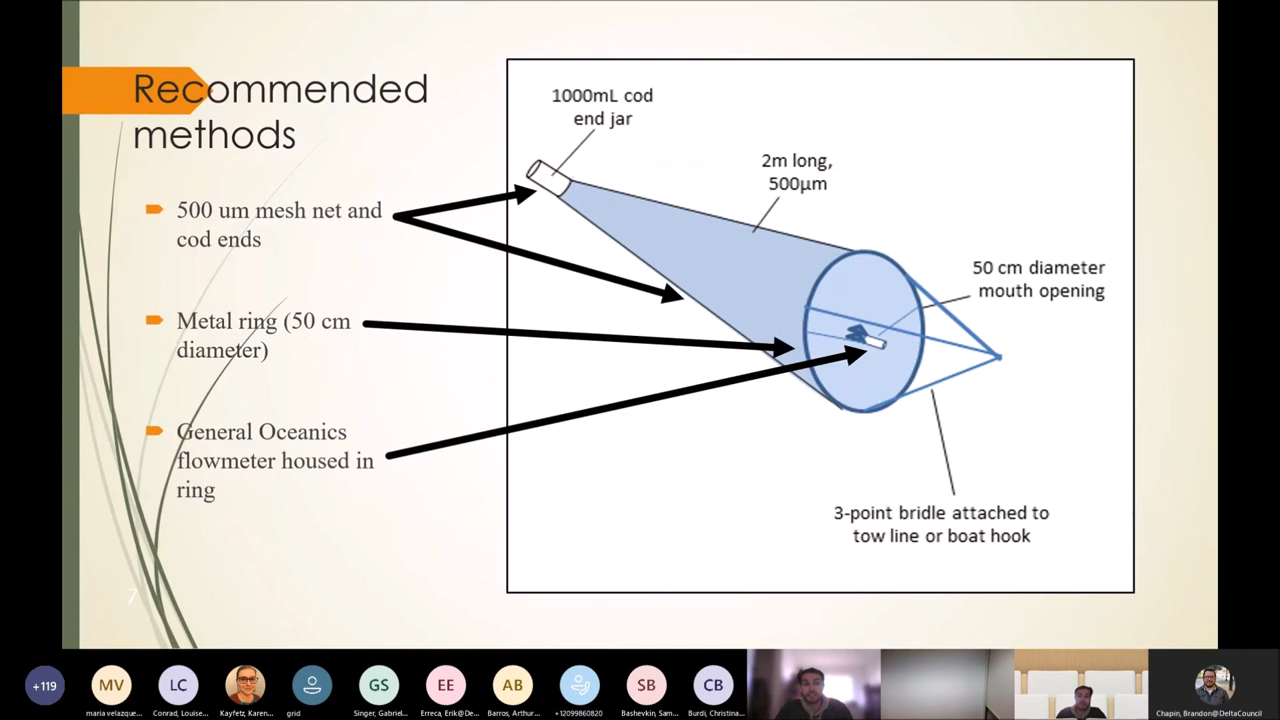 Recommended
methods
500 um mesh net and
cod ends
Metal ring (50 cm
diameter)
General Oceanics
flowmeter housed in
ring
7
1000mL cod
end jar
2m long,
500µm
50 cm diameter
mouth opening
3-point bridle attached to
tow line or boat hook
+119
MV
LC
GS
EE
AB
SB
CB
maria velazque...
Conrad, Louise...
Kayfetz, Karen...
grid
Singer, Gabriel...
Erreca, Erik@De...
Barros, Arthur...
+12099860820
Bashevkin, Sam...
Burdi, Christina...
Chapin, Brandon@DeltaCouncil